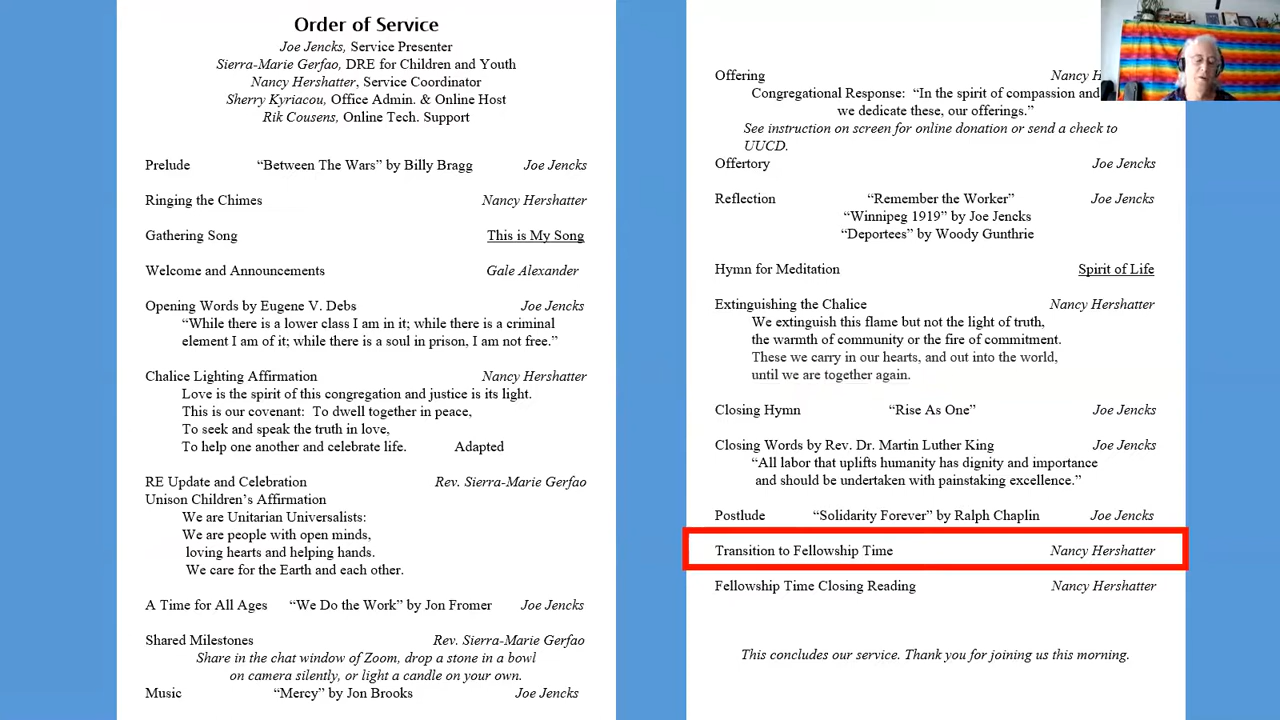 Order of Service
Joe Jencks, Service Presenter
Sierra-Marie Gerfao, DRE for Children and Youth
Nancy Hershatter, Service Coordinator
Sherry Kyriacou, Office Admin. & Online Host
Rik Cousens, Online Tech. Support
Prelude “Between The Wars” by Billy Bragg Joe Jencks
Ringing the Chimes Nancy Hershatter
Gathering Song This is My Song
Welcome and Announcements Gale Alexander
Opening Words by Eugene V. Debs Joe Jencks
“While there is a lower class I am in it; while there is a criminal
element I am of it; while there is a soul in prison, I am not free.”
Chalice Lighting Affirmation Nancy Hershatter
Love is the spirit of this congregation and justice is its light.
This is our covenant: To dwell together in peace,
To seek and speak the truth in love,
To help one another and celebrate life. Adapted
RE Update and Celebration Rev. Sierra-Marie Gerfao
Unison Children’s Affirmation
We are Unitarian Universalists:
We are people with open minds,
loving hearts and helping hands.
We care for the Earth and each other.
A Time for All Ages “We Do the Work” by Jon Fromer Joe Jencks
Shared Milestones Rev. Sierra-Marie Gerfao
Share in the chat window of Zoom, drop a stone in a bowl
on camera silently, or light a candle on your own.
Music “Mercy” by Jon Brooks Joe Jencks
Offering Nancy
Congregational Response: “In the spirit of compassion and
we dedicate these, our offerings.”
See instruction on screen for online donation or send a check to
UUCD.
Offertory Joe Jencks
Reflection “Remember the Worker” Joe Jencks
“Winnipeg 1919” by Joe Jencks
“Deportees” by Woody Gunthrie
Hymn for Meditation Spirit of Life
Extinguishing the Chalice Nancy Hershatter
We extinguish this flame but not the light of truth,
the warmth of community or the fire of commitment.
These we carry in our hearts, and out into the world,
until we are together again.
Closing Hymn “Rise As One” Joe Jencks
Closing Words by Rev. Dr. Martin Luther King Joe Jencks
“All labor that uplifts humanity has dignity and importance
and should be undertaken with painstaking excellence.”
Postlude “Solidarity Forever” by Ralph Chaplin Joe Jencks
Transition to Fellowship Time Nancy Hershatter
Fellowship Time Closing Reading Nancy Hershatter
This concludes our service. Thank you for joining us this morning.